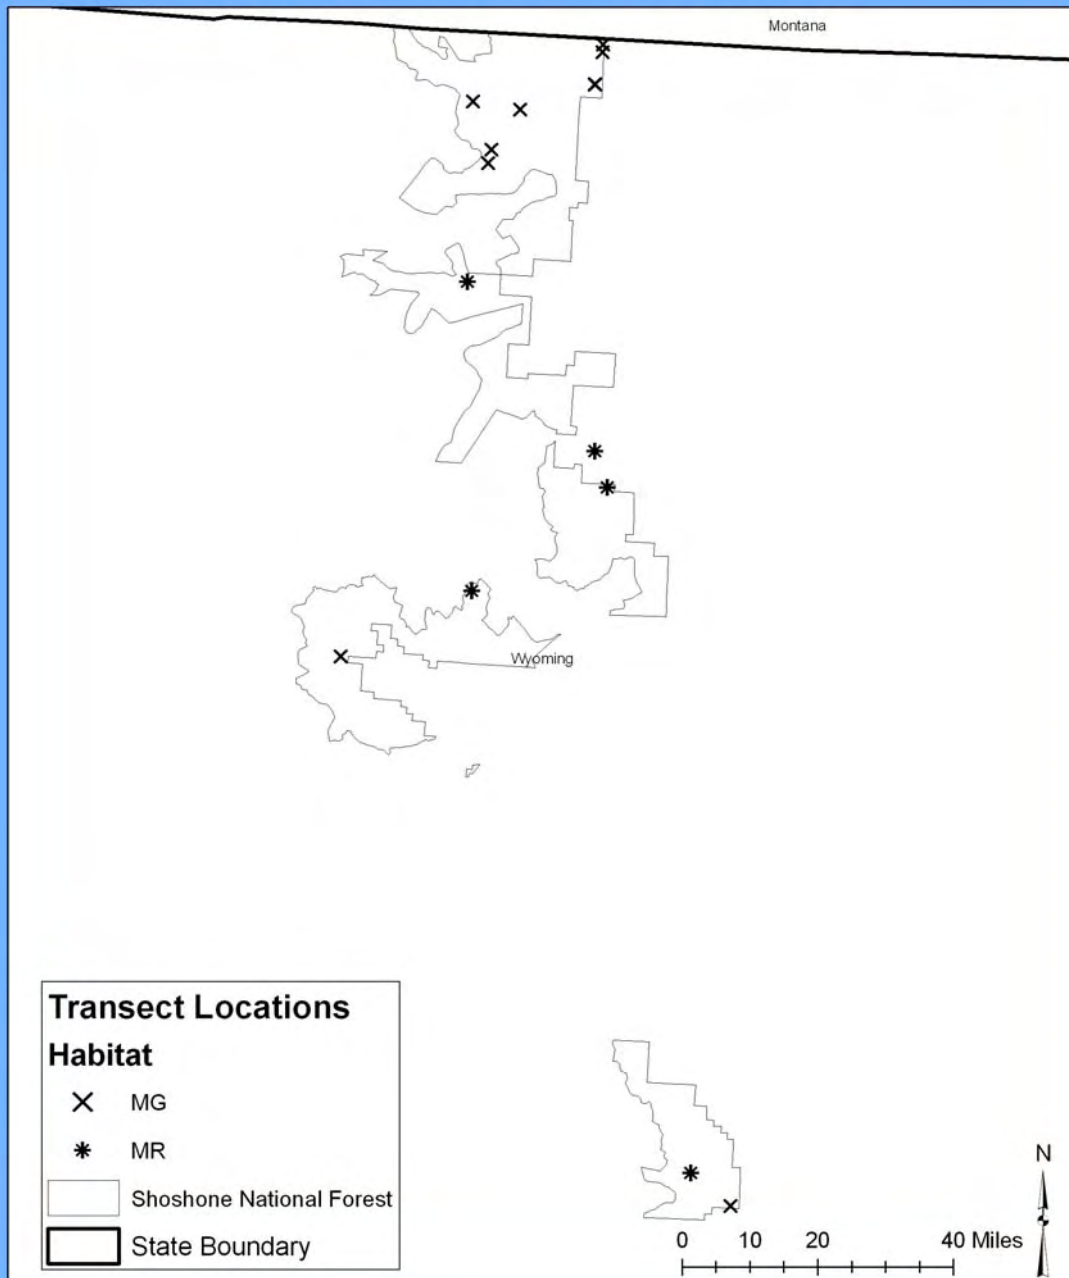 Montana
Wyoming
Transect Locations
Habitat
MG
MR
Shoshone National Forest
State Boundary
N
0 10 20 40 Miles